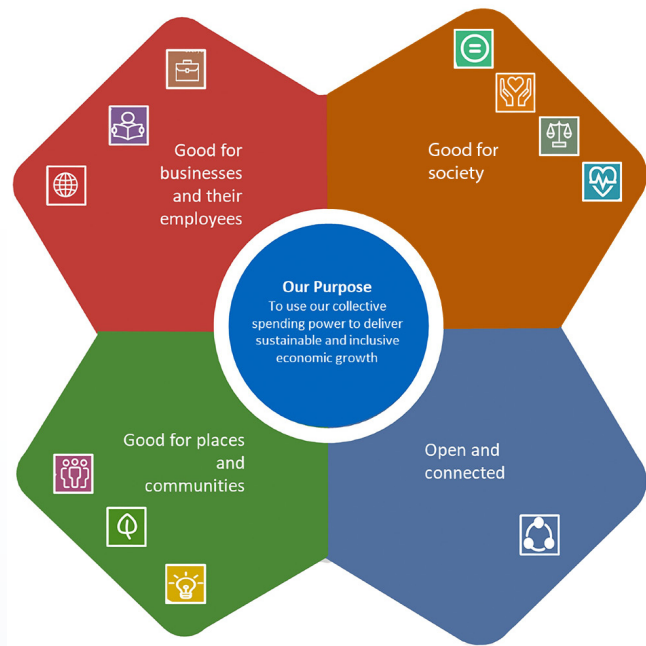 Good for
businesses
and their
employees
Good for
society
Our Purpose
To use our collective
spending power to deliver
sustainable and inclusive
economic growth
Good for places
and
communities
Open and
connected